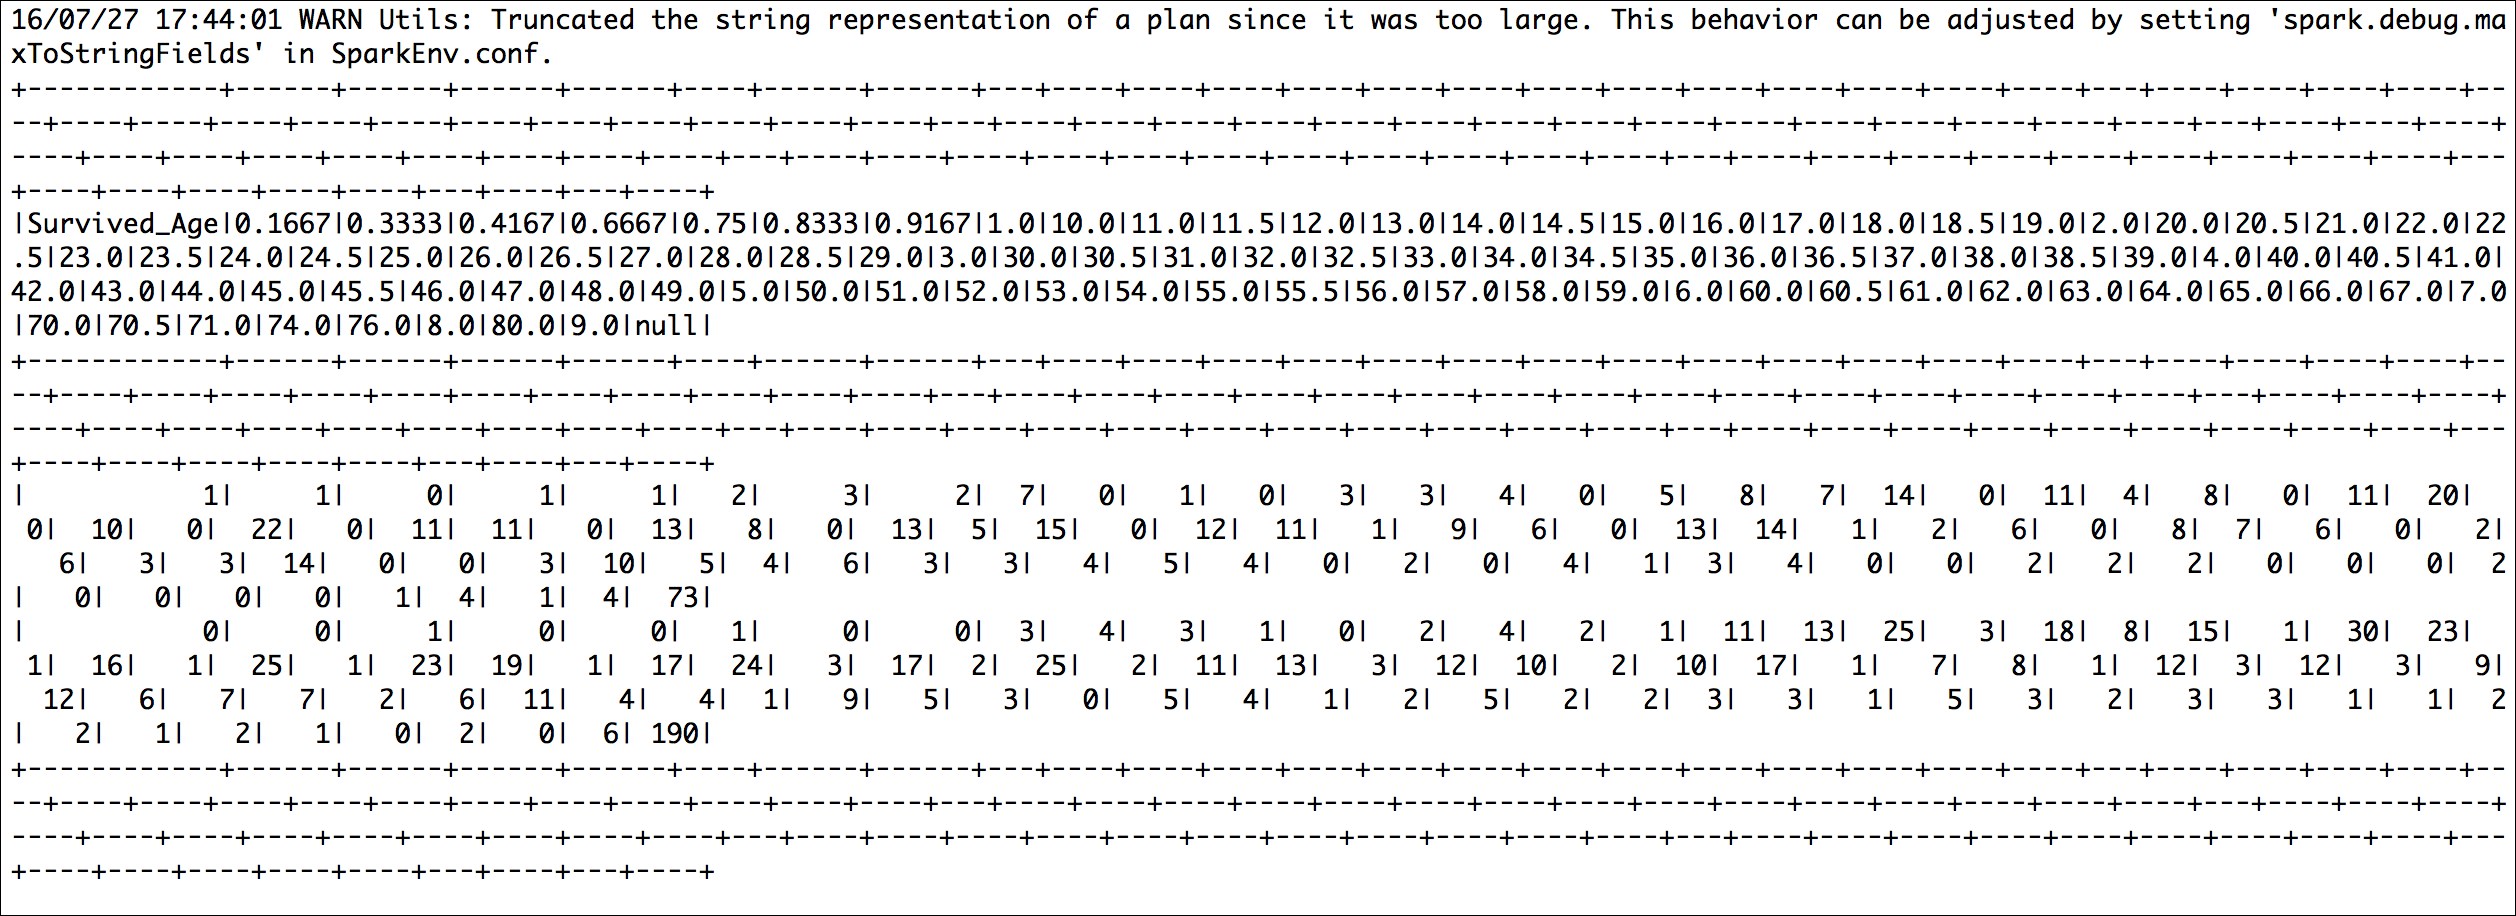 16/07/27 17:44:01 WARN Utils: Truncated the string representation of a plan since it was too large. This behavior can be adjusted by setting 'spark.debug.ma
xToStringFields' in SparkEnv.conf.
+------------+------+------+------+------+----+------+------+---+----+----+----+----+----+----+----+----+----+----+----+----+----+---+----+----+----+----+--
--+----+----+----+----+----+----+----+----+----+----+----+---+----+----+----+----+----+----+----+----+----+----+----+----+----+----+----+---+----+----+----+
----+----+----+----+----+----+----+----+----+---+----+----+----+----+----+----+----+----+----+----+----+---+----+----+----+----+----+----+----+----+----+---
+----+----+----+----+----+---+----+---+----+
|Survived_Age|0.1667|0.3333|0.4167|0.6667|0.75|0.8333|0.9167|1.0|10.0|11.0|11.5|12.0|13.0|14.0|14.5|15.0|16.0|17.0|18.0|18.5|19.0|2.0|20.0|20.5|21.0|22.0|22
.5|23.0|23.5|24.0|24.5|25.0|26.0|26.5|27.0|28.0|28.5|29.0|3.0|30.0|30.5|31.0|32.0|32.5|33.0|34.0|34.5|35.0|36.0|36.5|37.0|38.0|38.5|39.0|4.0|40.0|40.5|41.0|
42.0|43.0|44.0|45.0|45.5|46.0|47.0|48.0|49.0|5.0|50.0|51.0|52.0|53.0|54.0|55.0|55.5|56.0|57.0|58.0|59.0|6.0|60.0|60.5|61.0|62.0|63.0|64.0|65.0|66.0|67.0|7.0
|70.0|70.5|71.0|74.0|76.0|8.0|80.0|9.0|null|
+------------+------+------+------+------+----+------+------+---+----+----+----+----+----+----+----+----+----+----+----+----+----+---+----+----+----+----+--
--+----+----+----+----+----+----+----+----+----+----+----+---+----+----+----+----+----+----+----+----+----+----+----+----+----+----+----+---+----+----+----+
----+----+----+----+----+----+----+----+----+---+----+----+----+----+----+----+----+----+----+----+----+---+----+----+----+----+----+----+----+----+----+---
+----+----+----+----+----+---+----+---+----+
|           1|     1|     0|     1|     1|   2|     3|     2|  7|   0|   1|   0|   3|   3|   4|   0|   5|   8|   7|  14|   0|  11|  4|   8|   0|  11|  20|
 0|  10|   0|  22|   0|  11|  11|   0|  13|   8|   0|  13|  5|  15|   0|  12|  11|   1|   9|   6|   0|  13|  14|   1|   2|   6|   0|   8|  7|   6|   0|   2|
   6|   3|   3|  14|   0|   0|   3|  10|   5|  4|   6|   3|   3|   4|   5|   4|   0|   2|   0|   4|   1|  3|   4|   0|   0|   2|   2|   2|   0|   0|   0|  2
|   0|   0|   0|   0|   1|  4|   1|  4|  73|
|           0|     0|     1|     0|     0|   1|     0|     0|  3|   4|   3|   1|   0|   2|   4|   2|   1|  11|  13|  25|   3|  18|  8|  15|   1|  30|  23|
 1|  16|   1|  25|   1|  23|  19|   1|  17|  24|   3|  17|  2|  25|   2|  11|  13|   3|  12|  10|   2|  10|  17|   1|   7|   8|   1|  12|  3|  12|   3|   9|
  12|   6|   7|   7|   2|   6|  11|   4|   4|  1|   9|   5|   3|   0|   5|   4|   1|   2|   5|   2|   2|  3|   3|   1|   5|   3|   2|   3|   3|   1|   1|  2
|   2|   1|   2|   1|   0|  2|   0|  6| 190|
+------------+------+------+------+------+----+------+------+---+----+----+----+----+----+----+----+----+----+----+----+----+----+---+----+----+----+----+--
--+----+----+----+----+----+----+----+----+----+----+----+---+----+----+----+----+----+----+----+----+----+----+----+----+----+----+----+---+----+----+----+
----+----+----+----+----+----+----+----+----+---+----+----+----+----+----+----+----+----+----+----+----+---+----+----+----+----+----+----+----+----+----+---
+----+----+----+----+----+---+----+---+----+